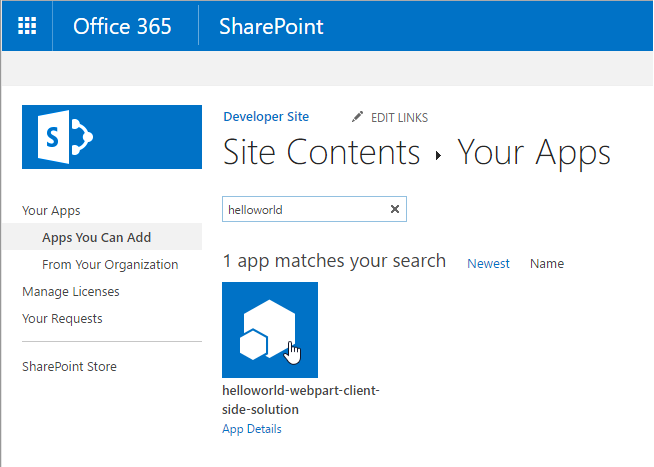 Office 365 SharePoint
S
Developer Site EDIT LINKS
Site Contents ▸ Your Apps
helloworld
Your Apps
Apps You Can Add
From Your Organization
Manage Licenses
Your Requests
SharePoint Store
1 app matches your search Newest Name
helloworld-webpart-client-
side-solution
App Details